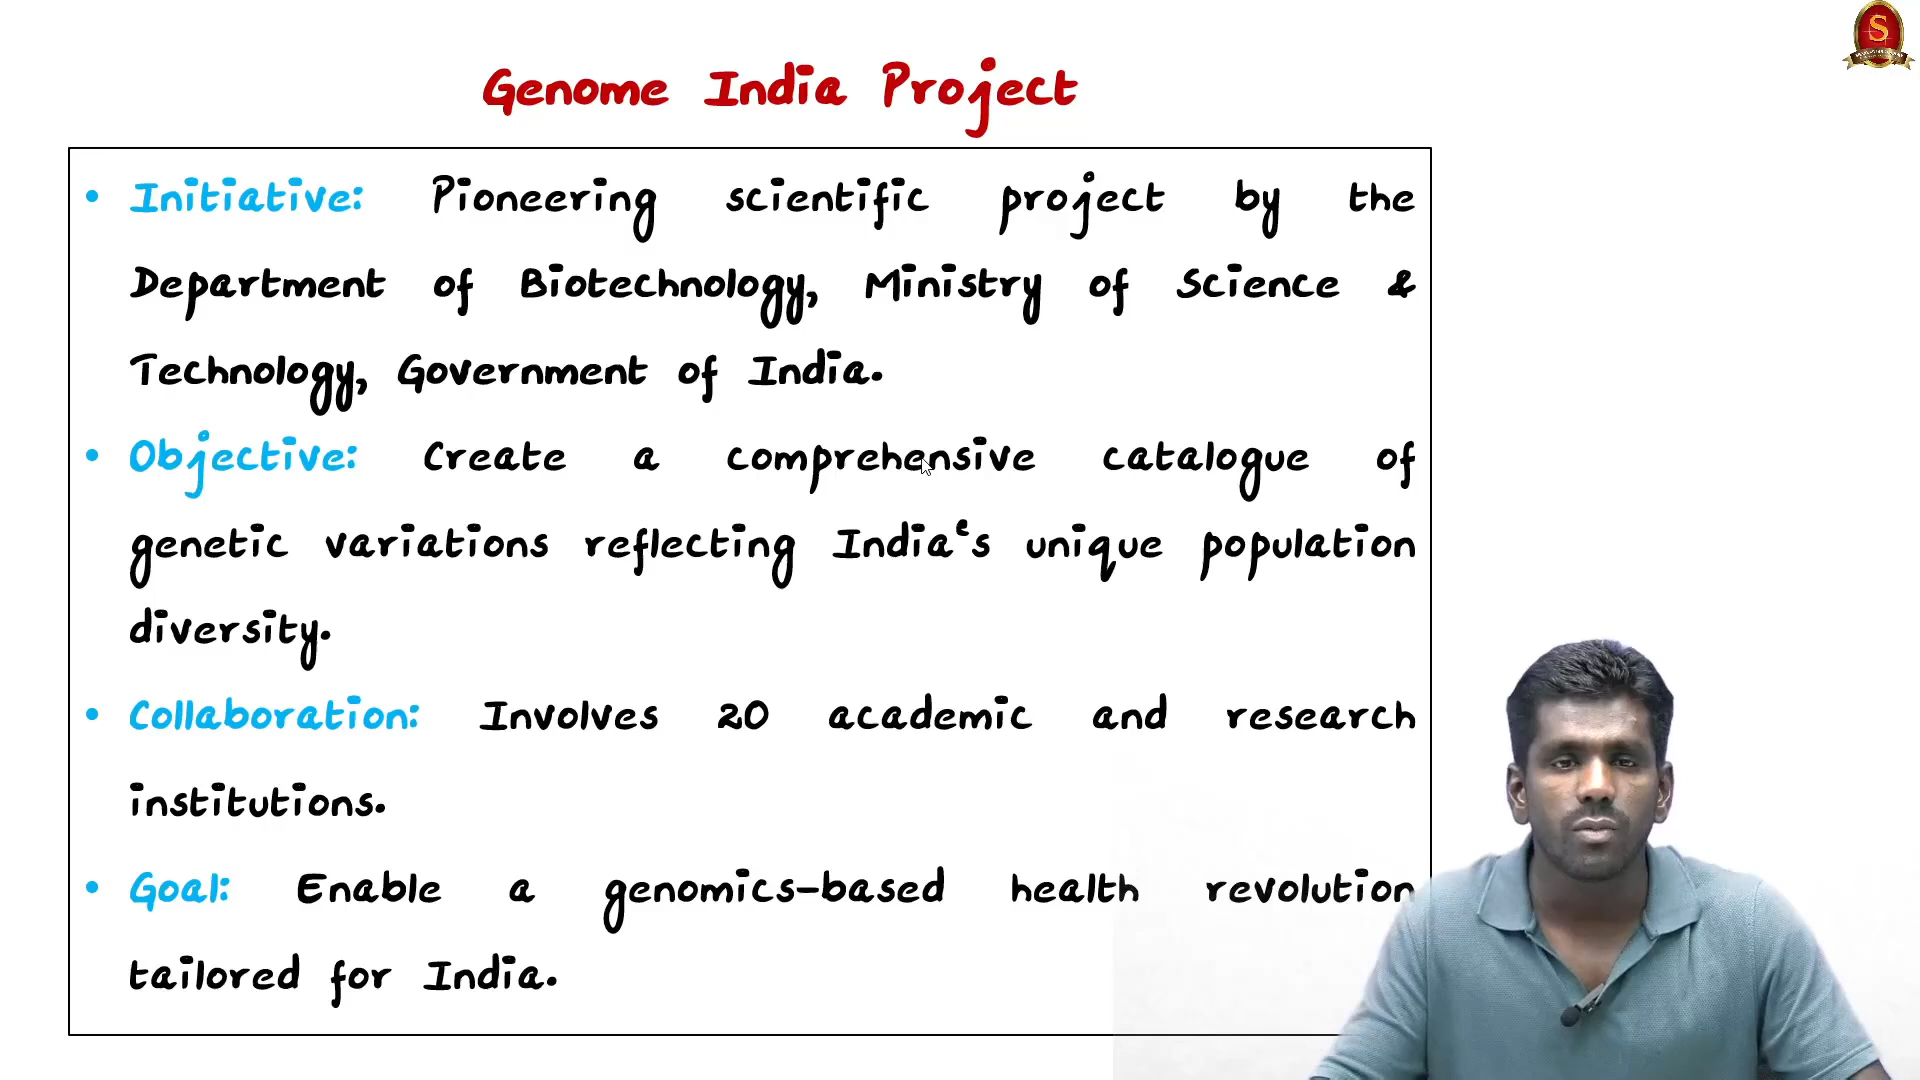 S
Genome India Project
• Initiative: Pioneering scientific project by the
Department of Biotechnology, Ministry of Science &
Technology, Government of India.
• Objective: Create a comprehensive catalogue of
genetic variations reflecting India's unique population
diversity.
• Collaboration: Involves 20 academic and research
institutions.
• Goal: Enable a genomics-based health revolution
tailored for India.